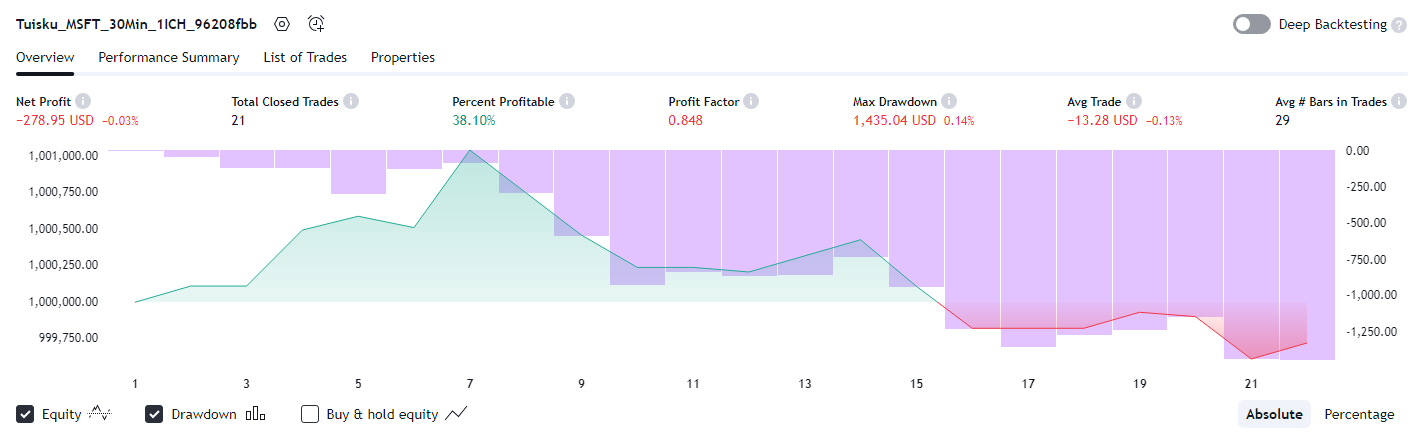 Tuisku_MSFT_30Min_1ICH_96208fbb
Deep Backtesting ?
Overview Performance Summary List of Trades Properties
Net Profit Total Closed Trades Percent Profitable Profit Factor Max Drawdown Avg Trade Avg # Bars in Trades
−278.95 USD −0.03% 21 38.10% 0.848 1,435.04 USD 0.14% −13.28 USD −0.13% 29
1,001,000.00 0.00
1,000,750.00 -250.00
1,000,500.00 -500.00
1,000,250.00 -750.00
1,000,000.00 -1,000.00
999,750.00 -1,250.00
1 3 5 7 9 11 13 15 17 19 21
Equity Drawdown Buy & hold equity Absolute Percentage